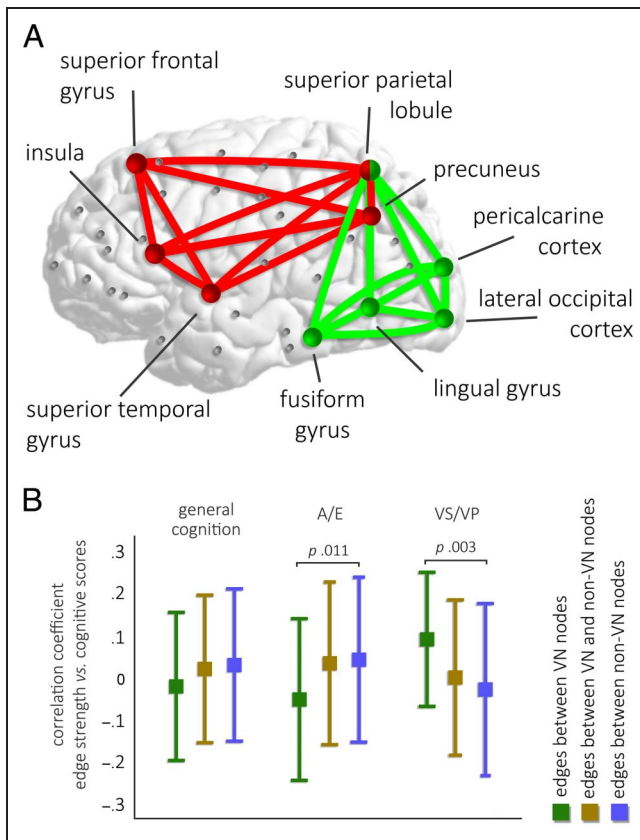 A
superior frontal
gyrus
superior parietal
lobule
insula
precuneus
pericalcarine
cortex
lateral occipital
cortex
lingual gyrus
fusiform
gyrus
superior temporal
gyrus
B
general
cognition
A/E
VS/VP
p .011
p .003
correlation coefficient
edge strength vs. cognitive scores
.3
.2
.1
0
–.1
–.2
–.3
edges between VN nodes
edges between VN and non-VN nodes
edges between non-VN nodes